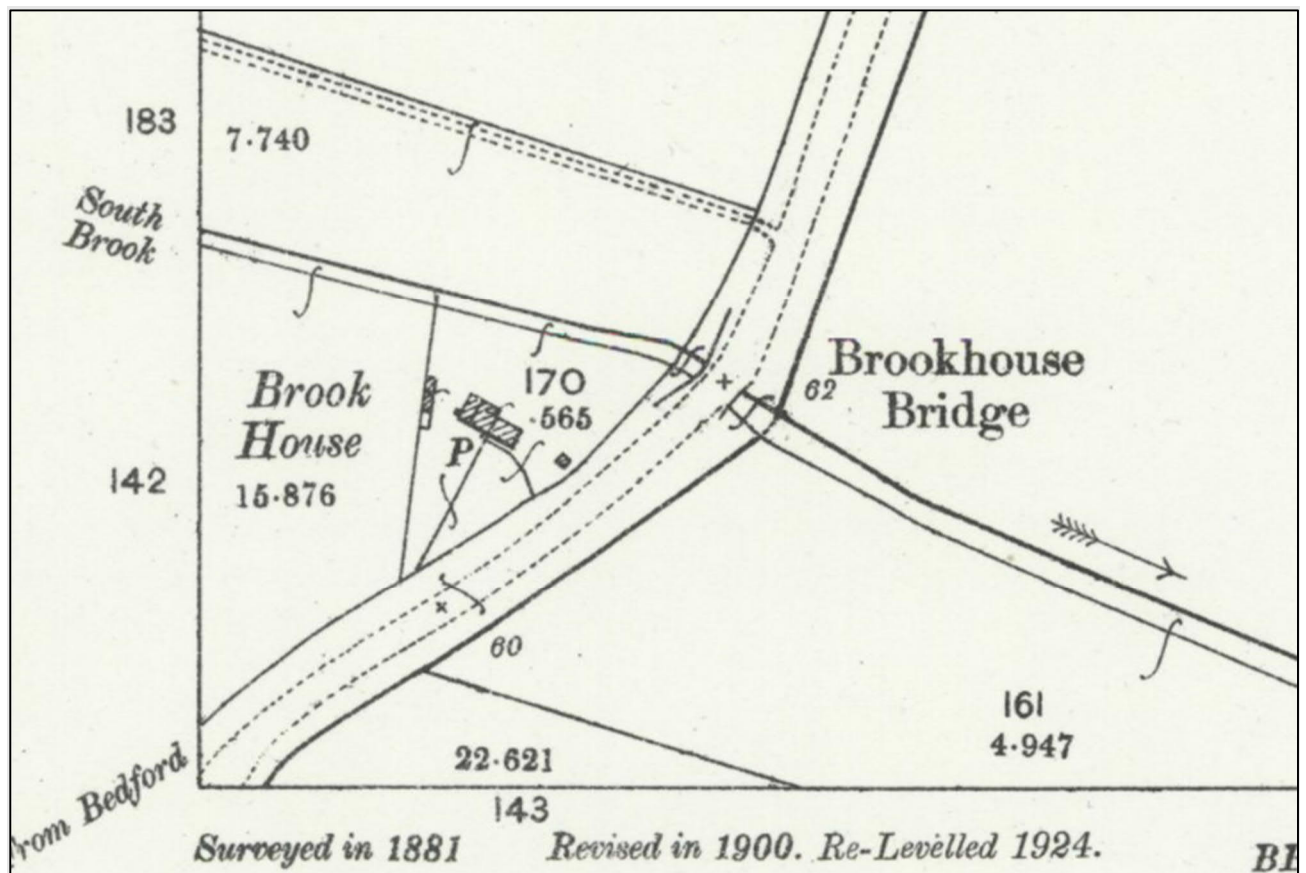 183
7·740
South
Brook
Brookhouse
Bridge
62
170
·565
Brook
House
15·876
P
142
60
161
4·947
22·621
From Bedford
143
Surveyed in 1881 Revised in 1900. Re-Levelled 1924.